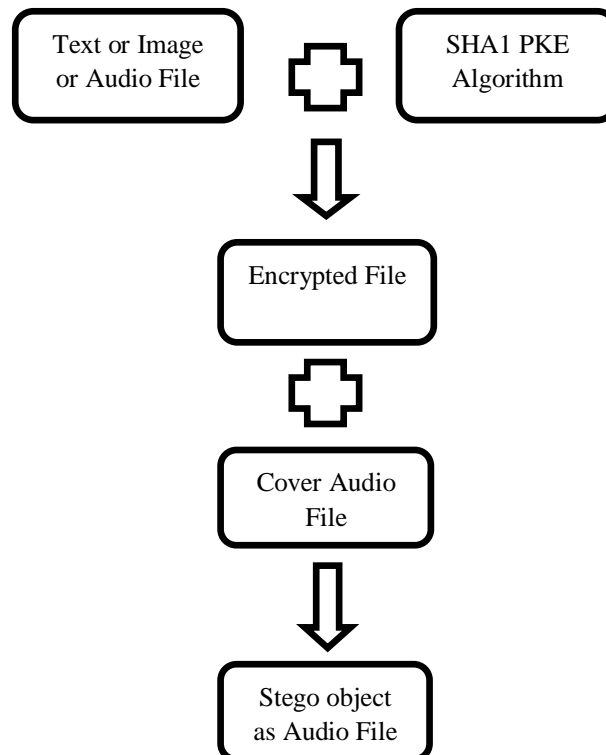 Text or Image
or Audio File
SHA1 PKE
Algorithm
Encrypted File
Cover Audio
File
Stego object
as Audio File